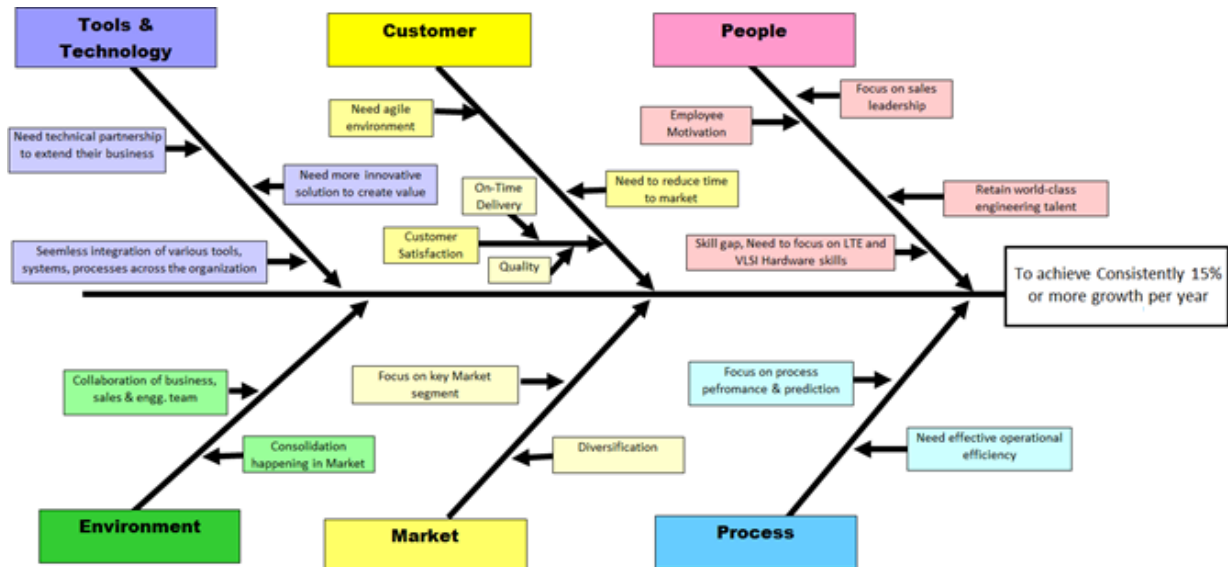 Tools &
Technology
Customer
People
Need technical partnership
to extend their business
Need more innovative
solution to create value
Seemless integration of various tools,
systems, processes across the organization
Need agile
environment
Need to reduce time
to market
On-Time
Delivery
Customer
Satisfaction
Quality
Focus on sales
leadership
Employee
Motivation
Retain world-class
engineering talent
Skill gap, Need to focus on LTE and
VLSI Hardware skills
To achieve Consistently 15%
or more growth per year
Collaboration of business,
sales & engg. team
Consolidation
happening in Market
Focus on key Market
segment
Diversification
Focus on process
pefromance & prediction
Need effective operational
efficiency
Environment
Market
Process